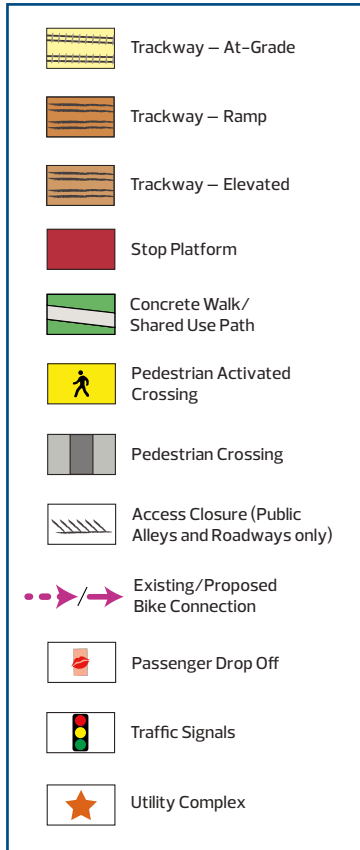 Trackway – At-Grade
Trackway – Ramp
Trackway – Elevated
Stop Platform
Concrete Walk/
Shared Use Path
Pedestrian Activated
Crossing
Pedestrian Crossing
Access Closure (Public
Alleys and Roadways only)
Existing/Proposed
Bike Connection
Passenger Drop Off
Traffic Signals
Utility Complex